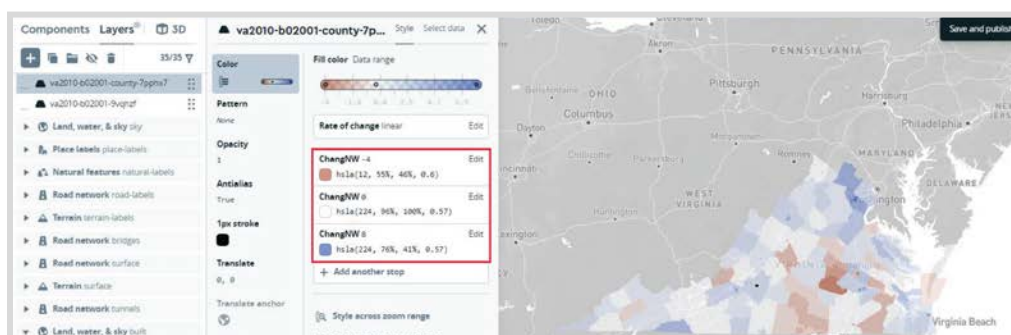 Components Layers 3D
35/35
va2010-b02001-county-7pphx7
va2010-b02001-9vqnzf
Land, water, & sky sky
Place labels place-labels
Natural features natural-labels
Road network road-labels
Terrain terrain-labels
Road network bridges
Road network surface
Terrain surface
Road network tunnels
Land, water, & sky built
va2010-b02001-county-7p... Style Select data
Color
Pattern
None
Opacity
1
Antialias
True
1px stroke
Translate
0, 0
Translate anchor
Fill color Data range
Rate of change linear Edit
ChangNW -4 Edit
hsla(12, 55%, 46%, 0.6)
ChangNW 0 Edit
hsla(224, 96%, 100%, 0.57)
ChangNW 8 Edit
hsla(224, 76%, 41%, 0.57)
+ Add another stop
Style across zoom range
Save and publish
Toledo
Cleveland
Akron
PENNSYLVANIA
Pittsburgh
Harrisburg
OHIO
Columbus
Dayton
Philadelphia
Morgantown
Chillicothe
Parkersburg
Romney
MARYLAND
WEST
VIRGINIA
DELAWARE
Huntington
Virginia Beach